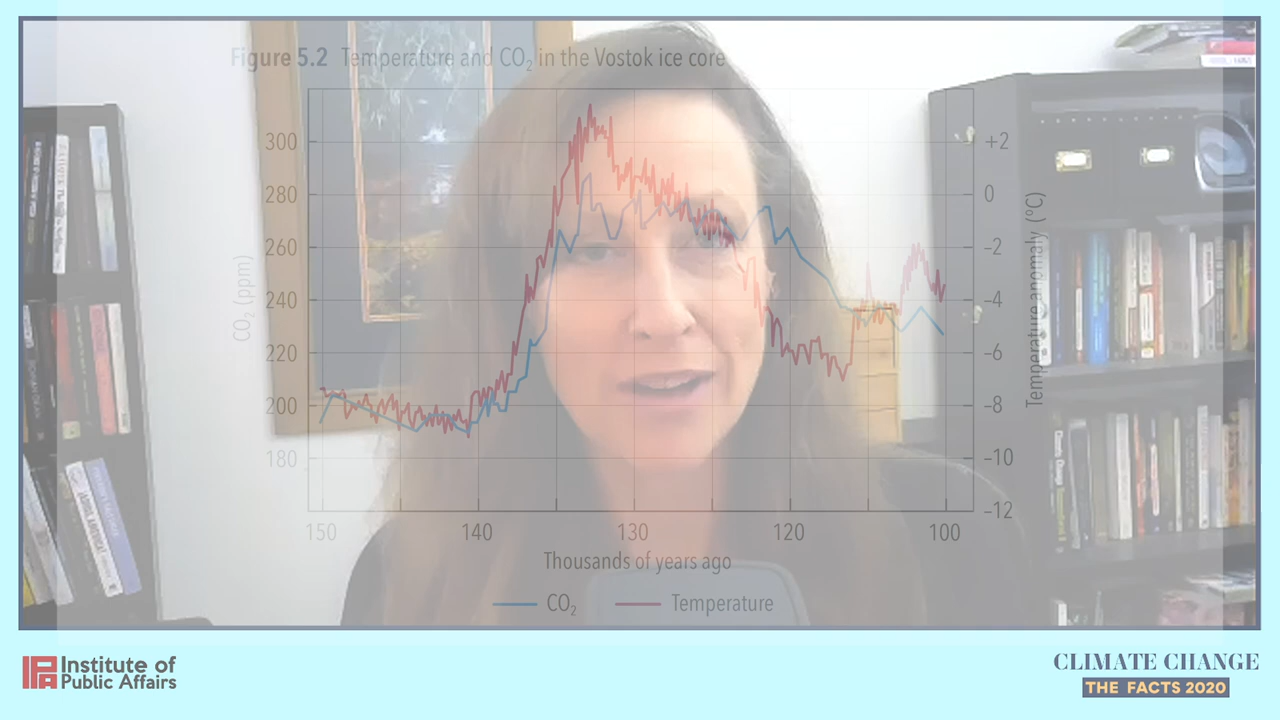 Figure 5.2 Temperature and CO₂ in the Vostok ice core
300
280
260
240
220
200
180
CO₂ (ppm)
+2
0
–2
–4
–6
–8
–10
–12
Temperature anomaly (°C)
150
140
130
120
100
Thousands of years ago
CO₂
Temperature
IPA
Institute of
Public Affairs
CLIMATE CHANGE
THE FACTS 2020